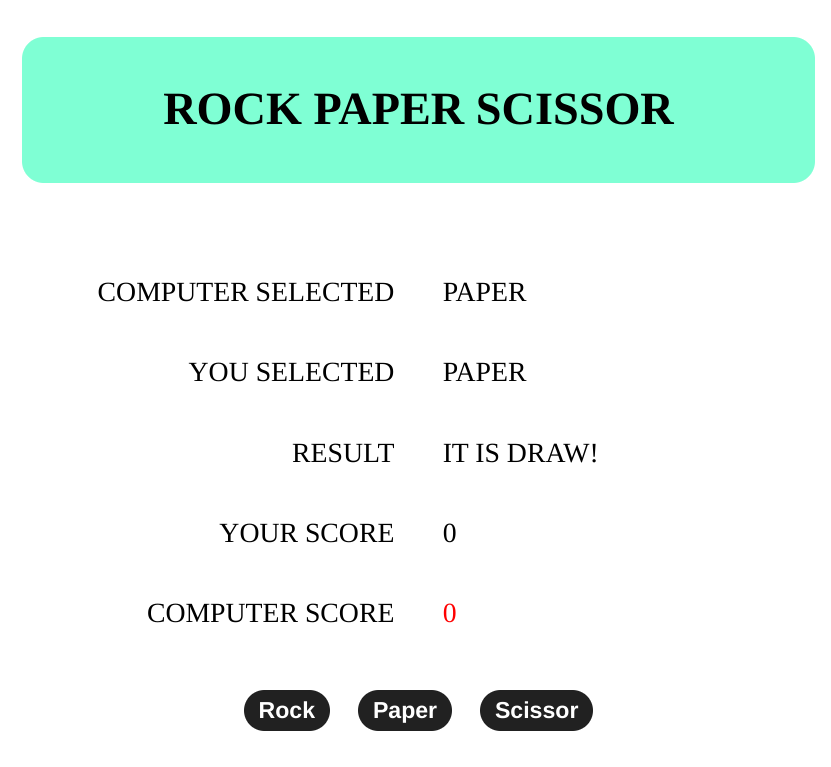 ROCK PAPER SCISSOR
COMPUTER SELECTED PAPER
YOU SELECTED PAPER
RESULT IT IS DRAW!
YOUR SCORE 0
COMPUTER SCORE 0
Rock Paper Scissor